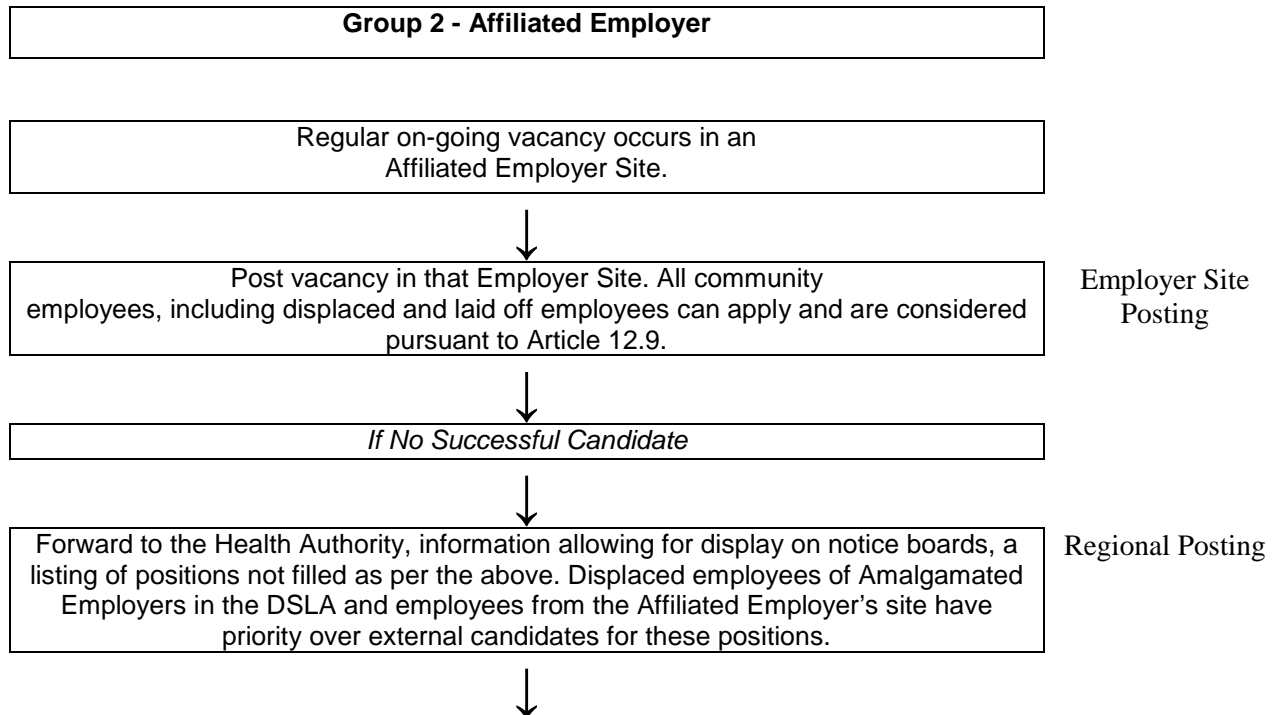 Group 2 - Affiliated Employer
Regular on-going vacancy occurs in an
Affiliated Employer Site.
Post vacancy in that Employer Site. All community
employees, including displaced and laid off employees can apply and are considered
pursuant to Article 12.9.
Employer Site
Posting
If No Successful Candidate
Forward to the Health Authority, information allowing for display on notice boards, a
listing of positions not filled as per the above. Displaced employees of Amalgamated
Employers in the DSLA and employees from the Affiliated Employer's site have
priority over external candidates for these positions.
Regional Posting